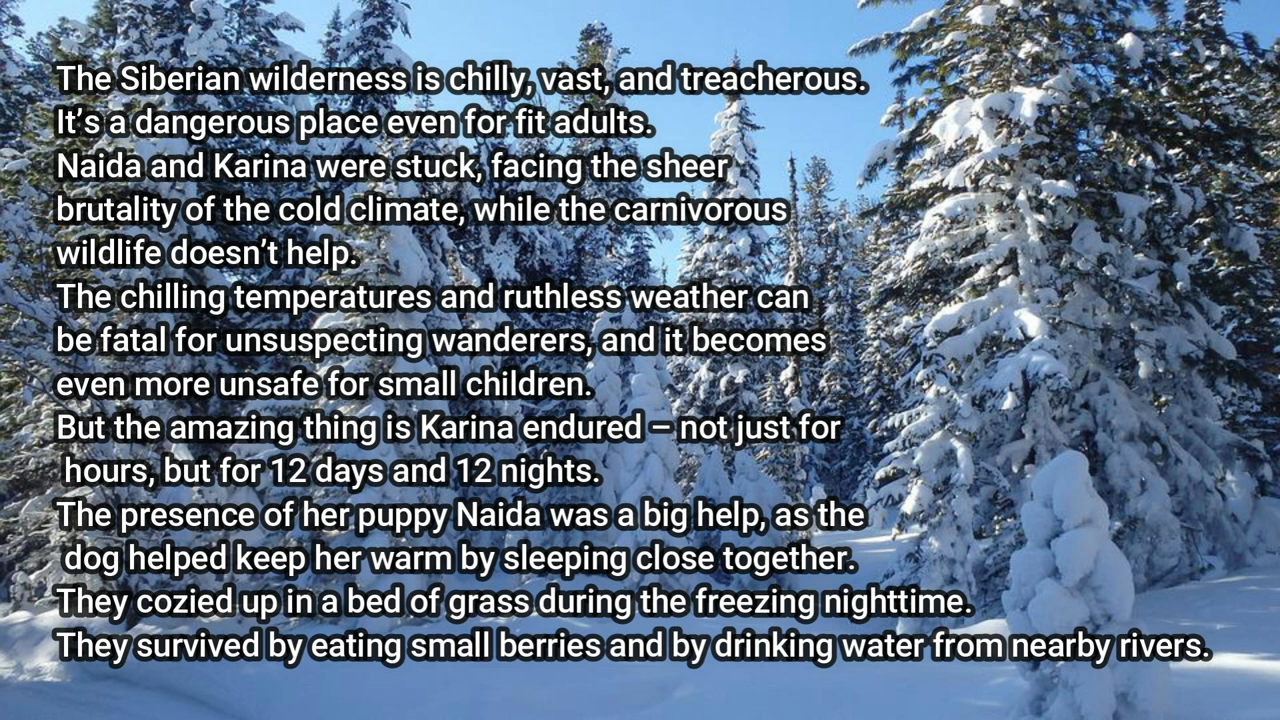 The Siberian wilderness is chilly, vast, and treacherous.
It’s a dangerous place even for fit adults.
Naida and Karina were stuck, facing the sheer
brutality of the cold climate, while the carnivorous
wildlife doesn’t help.
The chilling temperatures and ruthless weather can
be fatal for unsuspecting wanderers, and it becomes
even more unsafe for small children.
But the amazing thing is Karina endured – not just for
hours, but for 12 days and 12 nights.
The presence of her puppy Naida was a big help, as the
dog helped keep her warm by sleeping close together.
They cozied up in a bed of grass during the freezing nighttime.
They survived by eating small berries and by drinking water from nearby rivers.